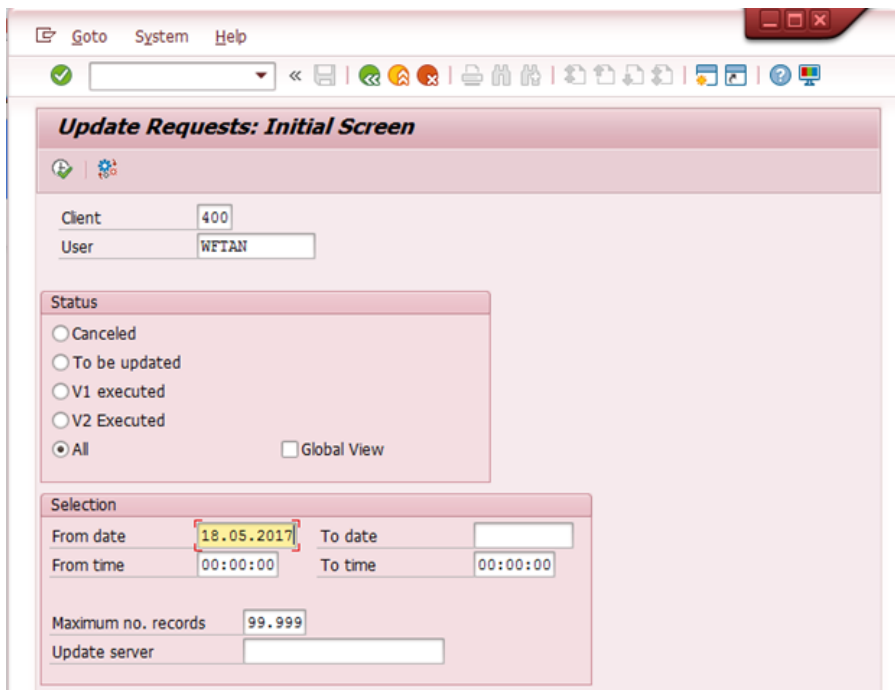 Goto System Help
Update Requests: Initial Screen
Client 400
User WFTAN
Status
Canceled
To be updated
V1 executed
V2 Executed
All Global View
Selection
From date 18.05.2017 To date
From time 00:00:00 To time 00:00:00
Maximum no. records 99.999
Update server